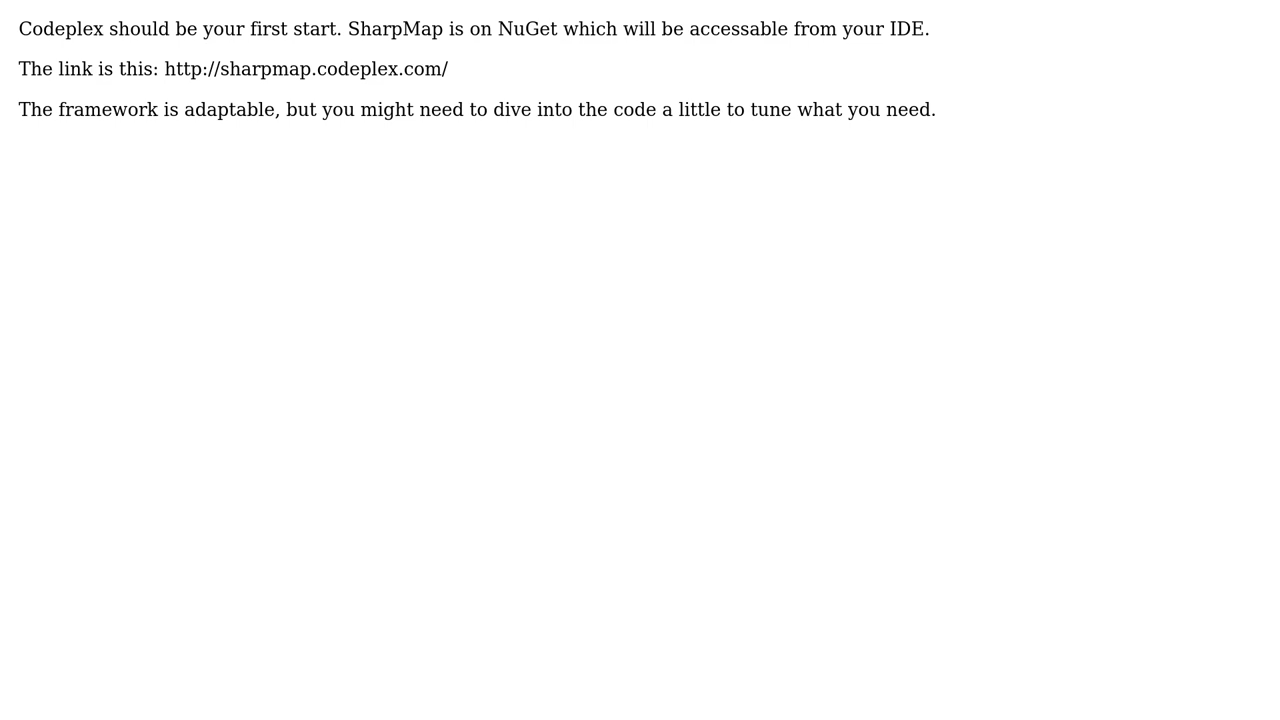 Codeplex should be your first start. SharpMap is on NuGet which will be accessable from your IDE.
The link is this: http://sharpmap.codeplex.com/
The framework is adaptable, but you might need to dive into the code a little to tune what you need.